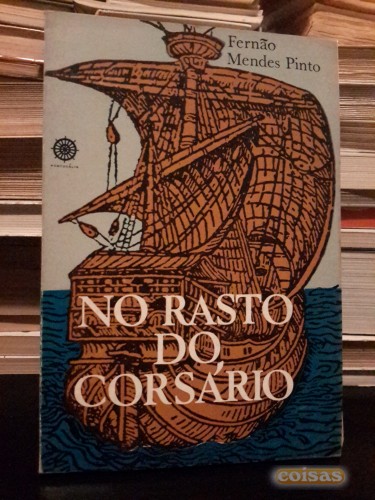 Fernão
Mendes Pinto
NO RASTO
DO
CORSÁRIO
coisas